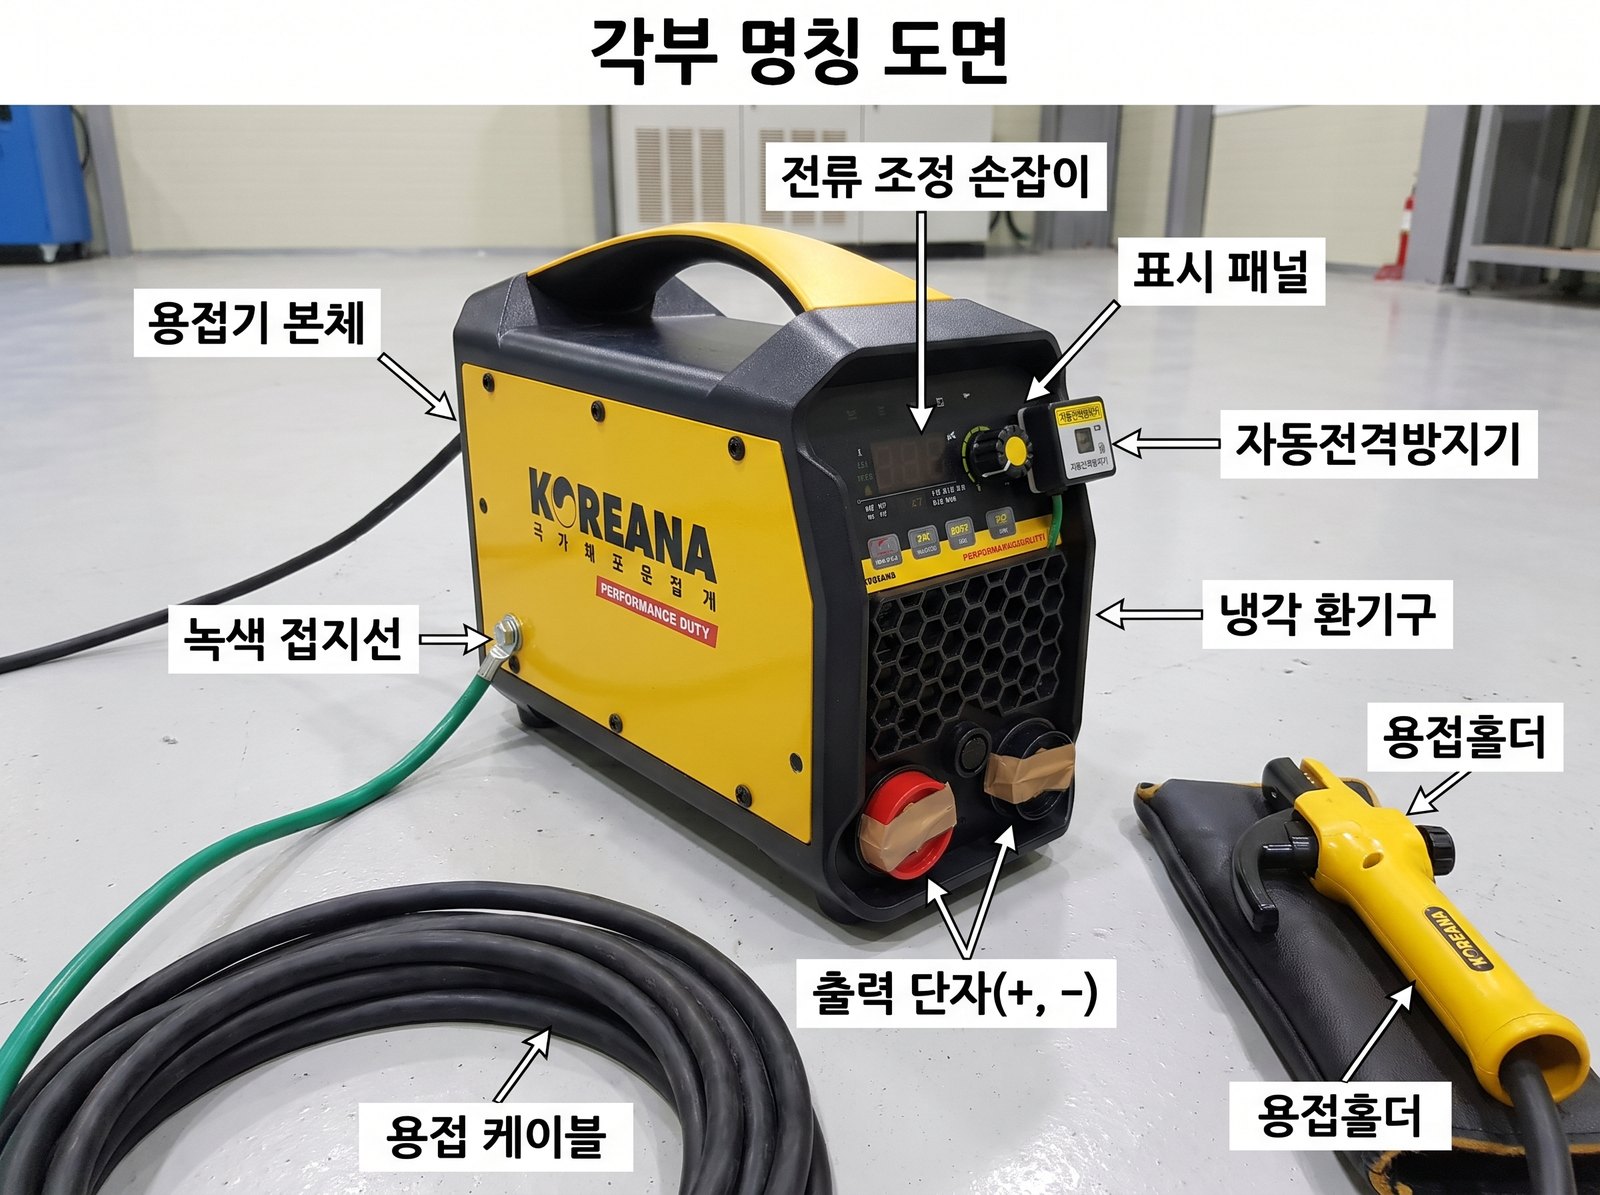 각부 명칭 도면
전류 조정 손잡이
표시 패널
용접기 본체
자동전격방지기
KOREANA
극가채포운접게
PERFORMANCE DUTY
냉각 환기구
녹색 접지선
용접홀더
KOREANA
출력 단자(+, −)
용접 케이블
용접홀더